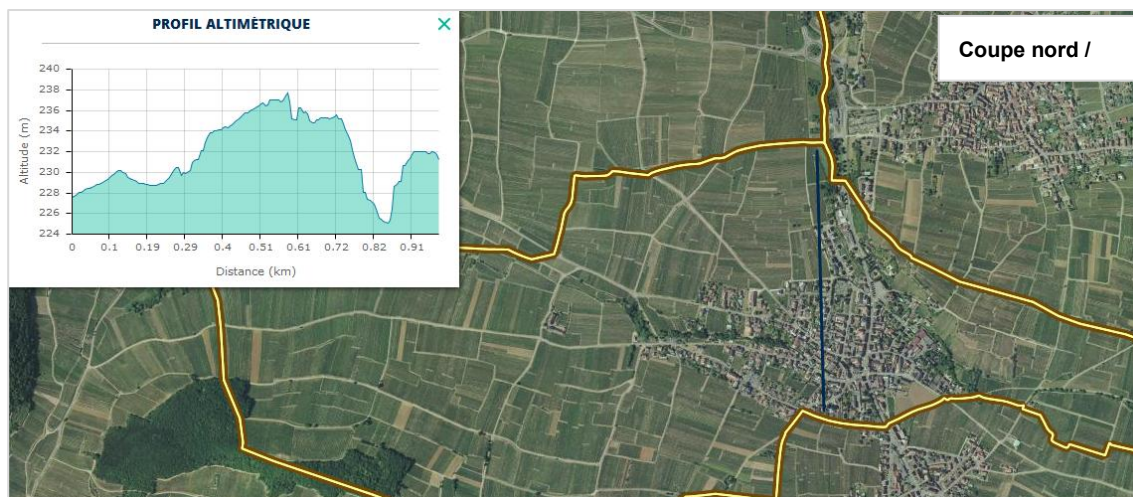 PROFIL ALTIMÉTRIQUE
×
Coupe nord /
240
238
236
234
232
230
228
226
224
Altitude (m)
0 0.1 0.19 0.29 0.4 0.51 0.61 0.72 0.82 0.91
Distance (km)